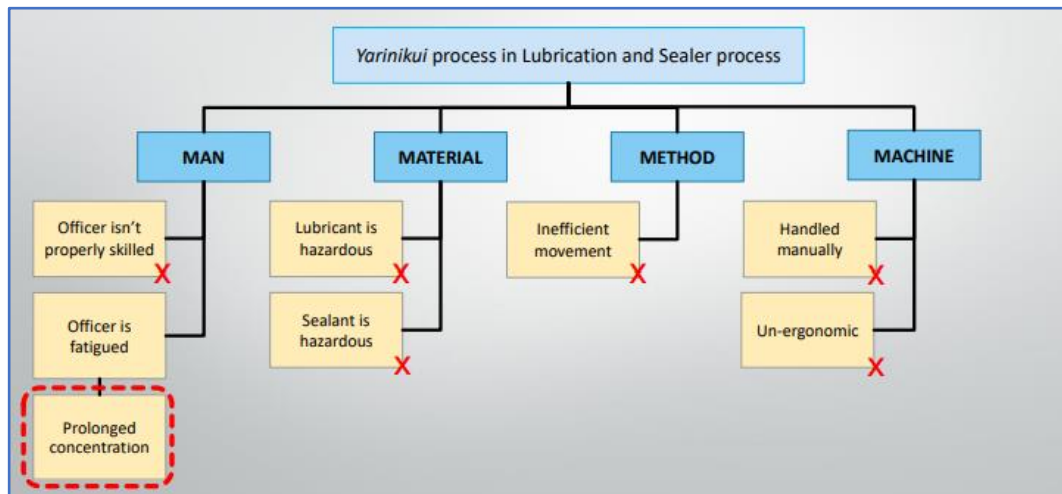 Yarinikui process in Lubrication and Sealer process
MAN
MATERIAL
METHOD
MACHINE
Officer isn't
properly skilled
X
Lubricant is
hazardous
X
Inefficient
movement
X
Handled
manually
X
Officer is
fatigued
Sealant is
hazardous
X
Un-ergonomic
X
Prolonged
concentration